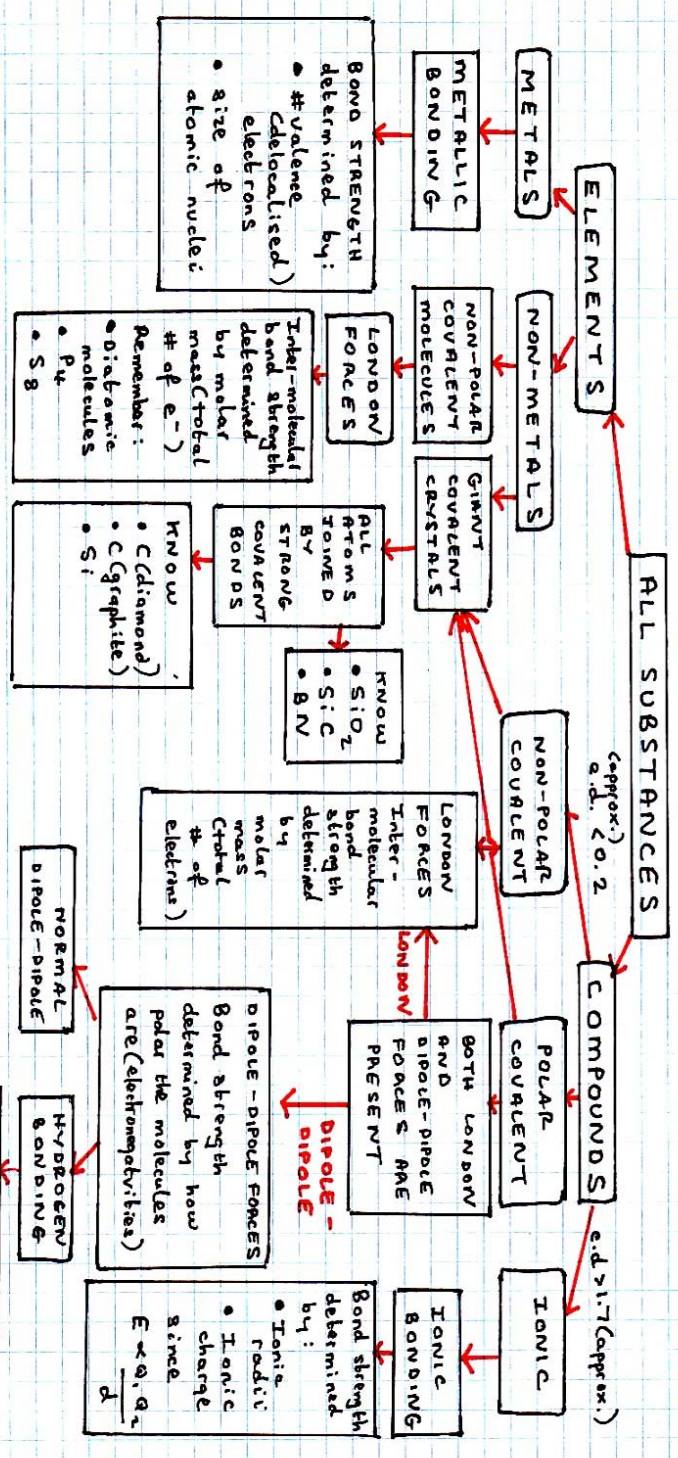 ALL SUBSTANCES
ELEMENTS
METALS
METALLIC
BONDING
BOND STRENGTH
determined by:
• # valence
(delocalised)
electrons
• size of
atomic nuclei
NON-METALS
NON-POLAR
COVALENT
MOLECULES
LONDON
FORCES
Inter-molecular
bond strength
determined
by molar
mass (total
# of e⁻)
Remember:
• Diatomic
molecules
• P4
• S8
GIANT
COVALENT
CRYSTALS
ALL
ATOMS
JOINED
BY
STRONG
COVALENT
BONDS
KNOW
• C(diamond)
• C(graphite)
• Si
KNOW
• SiO2
• SiC
• BN
COMPOUNDS
(approx.)
e.d. <0.2
NON-POLAR
COVALENT
LONDON
FORCES
Inter-
molecular
bond
strength
determined
by
molar
mass
(total
# of
electrons)
POLAR
COVALENT
BOTH LONDON
AND
DIPOLE-DIPOLE
FORCES ARE
PRESENT
LONDON
DIPOLE-
DIPOLE
DIPOLE-DIPOLE FORCES
Bond strength
determined by how
polar the molecules
are (electronegativities)
NORMAL
DIPOLE-DIPOLE
HYDROGEN
BONDING
e.d >1.7 (approx.)
IONIC
IONIC
BONDING
Bond strength
determined
by:
• Ionic
radii
• Ionic
charge
since
E ∝ Q1 Q2
d